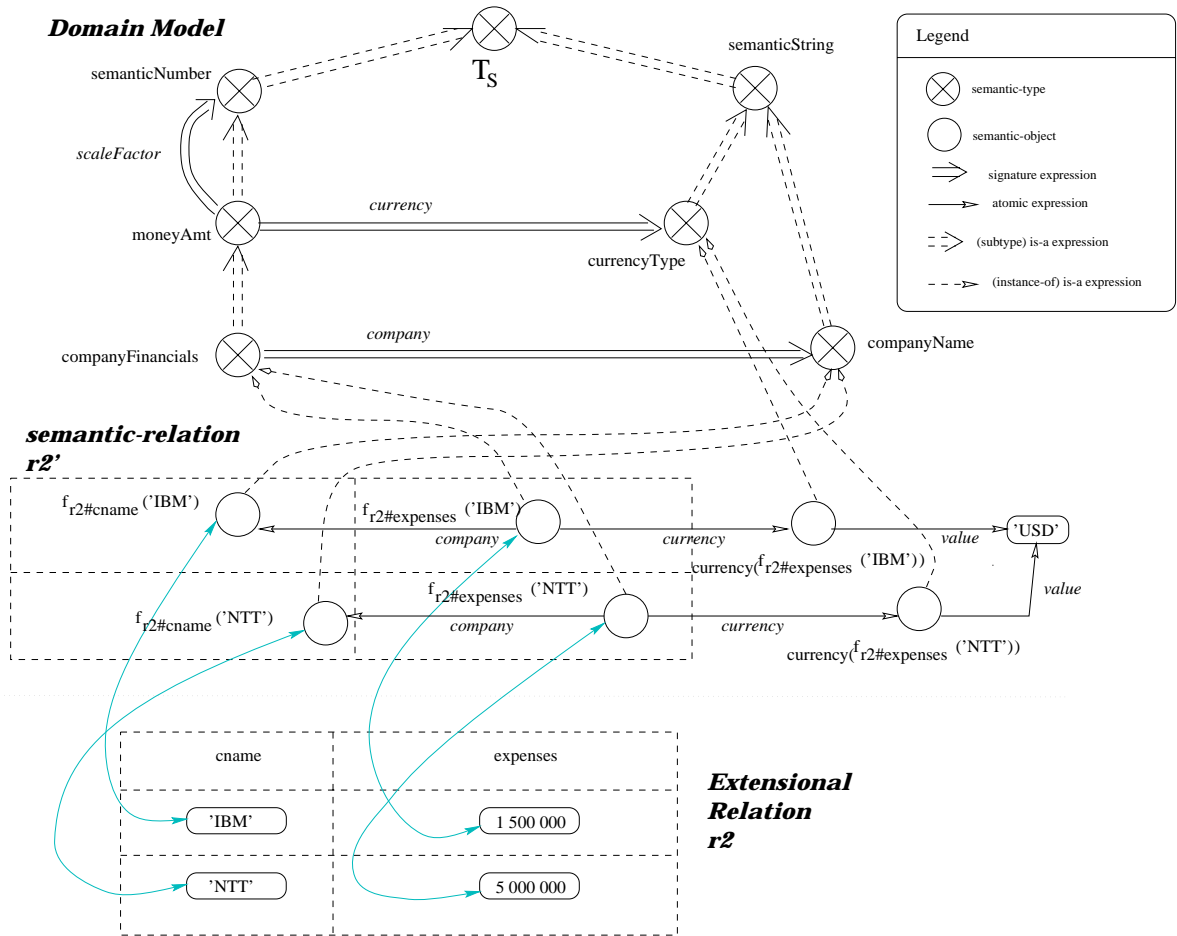 Domain Model
semanticNumber
T_S
semanticString
scaleFactor
moneyAmt
currency
currencyType
companyFinancials
company
companyName
Legend
semantic-type
semantic-object
signature expression
atomic expression
(subtype) is-a expression
(instance-of) is-a expression
semantic-relation
r2'
f_r2#cname ('IBM')
f_r2#expenses ('IBM')
company
currency
currency(f_r2#expenses ('IBM'))
value
'USD'
f_r2#cname ('NTT')
f_r2#expenses ('NTT')
company
currency
currency(f_r2#expenses ('NTT'))
value
cname
expenses
'IBM'
1 500 000
'NTT'
5 000 000
Extensional
Relation
r2